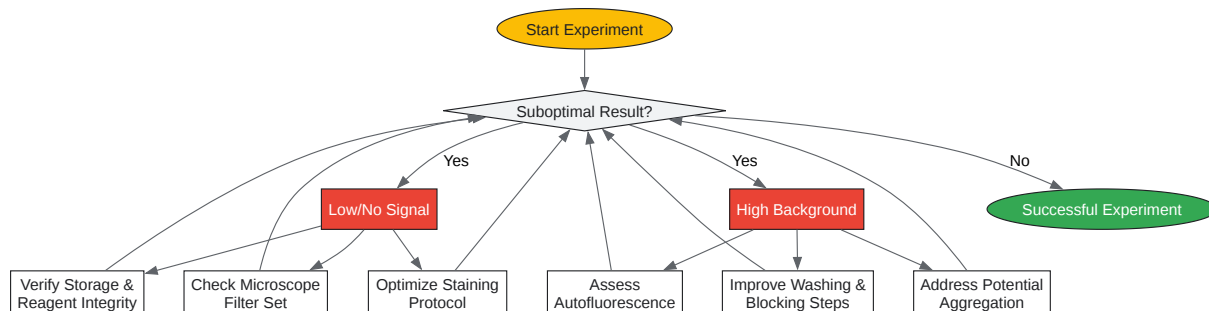 Start Experiment
Suboptimal Result?
Yes
Yes
No
Low/No Signal
High Background
Successful Experiment
Verify Storage &
Reagent Integrity
Check Microscope
Filter Set
Optimize Staining
Protocol
Assess
Autofluorescence
Improve Washing &
Blocking Steps
Address Potential
Aggregation